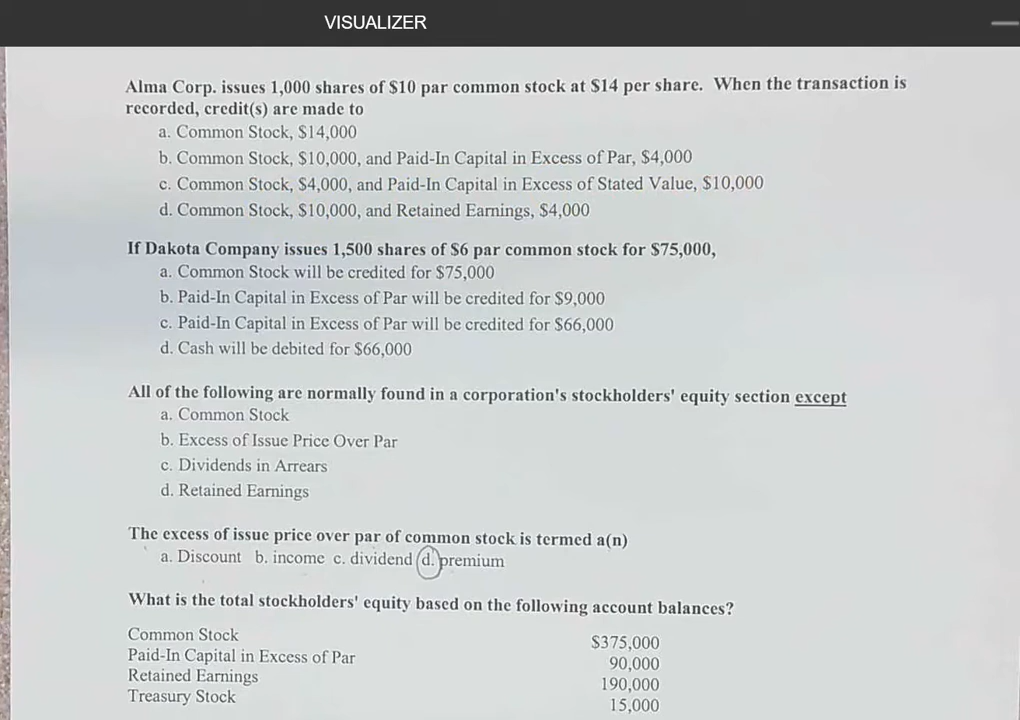 VISUALIZER
Alma Corp. issues 1,000 shares of $10 par common stock at $14 per share. When the transaction is
recorded, credit(s) are made to
a. Common Stock, $14,000
b. Common Stock, $10,000, and Paid-In Capital in Excess of Par, $4,000
c. Common Stock, $4,000, and Paid-In Capital in Excess of Stated Value, $10,000
d. Common Stock, $10,000, and Retained Earnings, $4,000
If Dakota Company issues 1,500 shares of $6 par common stock for $75,000,
a. Common Stock will be credited for $75,000
b. Paid-In Capital in Excess of Par will be credited for $9,000
c. Paid-In Capital in Excess of Par will be credited for $66,000
d. Cash will be debited for $66,000
All of the following are normally found in a corporation's stockholders' equity section except
a. Common Stock
b. Excess of Issue Price Over Par
c. Dividends in Arrears
d. Retained Earnings
The excess of issue price over par of common stock is termed a(n)
a. Discount b. income c. dividend d. premium
What is the total stockholders' equity based on the following account balances?
Common Stock $375,000
Paid-In Capital in Excess of Par 90,000
Retained Earnings 190,000
Treasury Stock 15,000